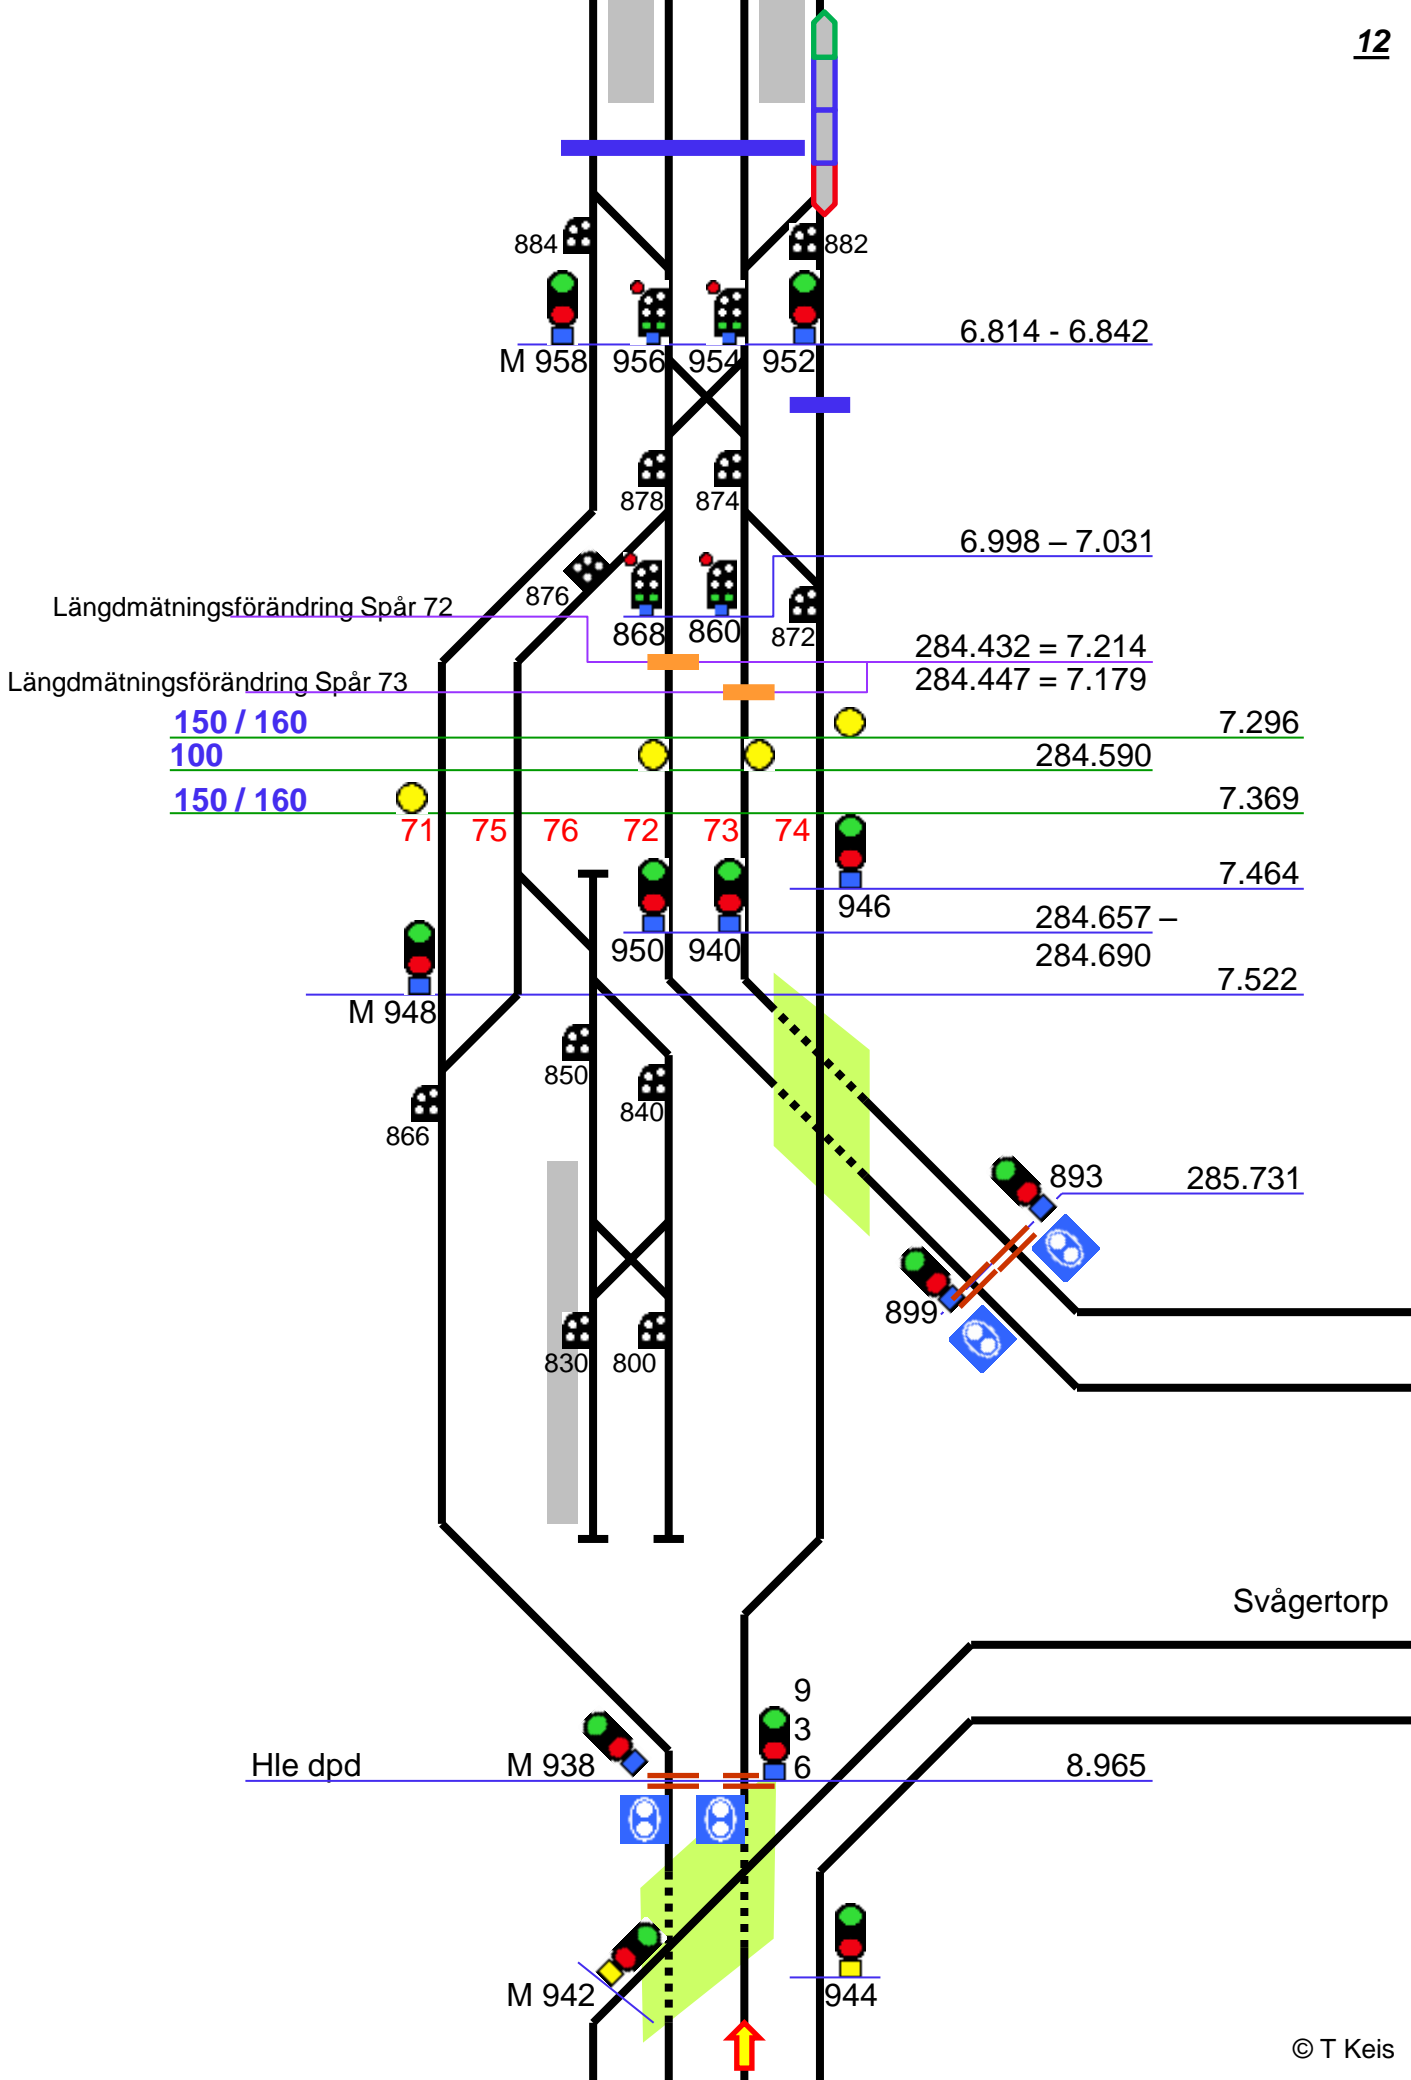 12
884
882
6.814 - 6.842
M 958
956
954
952
878
874
6.998 – 7.031
876
Längdmätningsförändring Spår 72
868
860
872
284.432 = 7.214
Längdmätningsförändring Spår 73
284.447 = 7.179
150 / 160
7.296
100
284.590
150 / 160
7.369
71
75
76
72
73
74
7.464
946
284.657 –
950
940
284.690
7.522
M 948
850
840
866
893
285.731
899
830
800
Svågertorp
9
3
6
Hle dpd
M 938
8.965
M 942
944
© T Keis